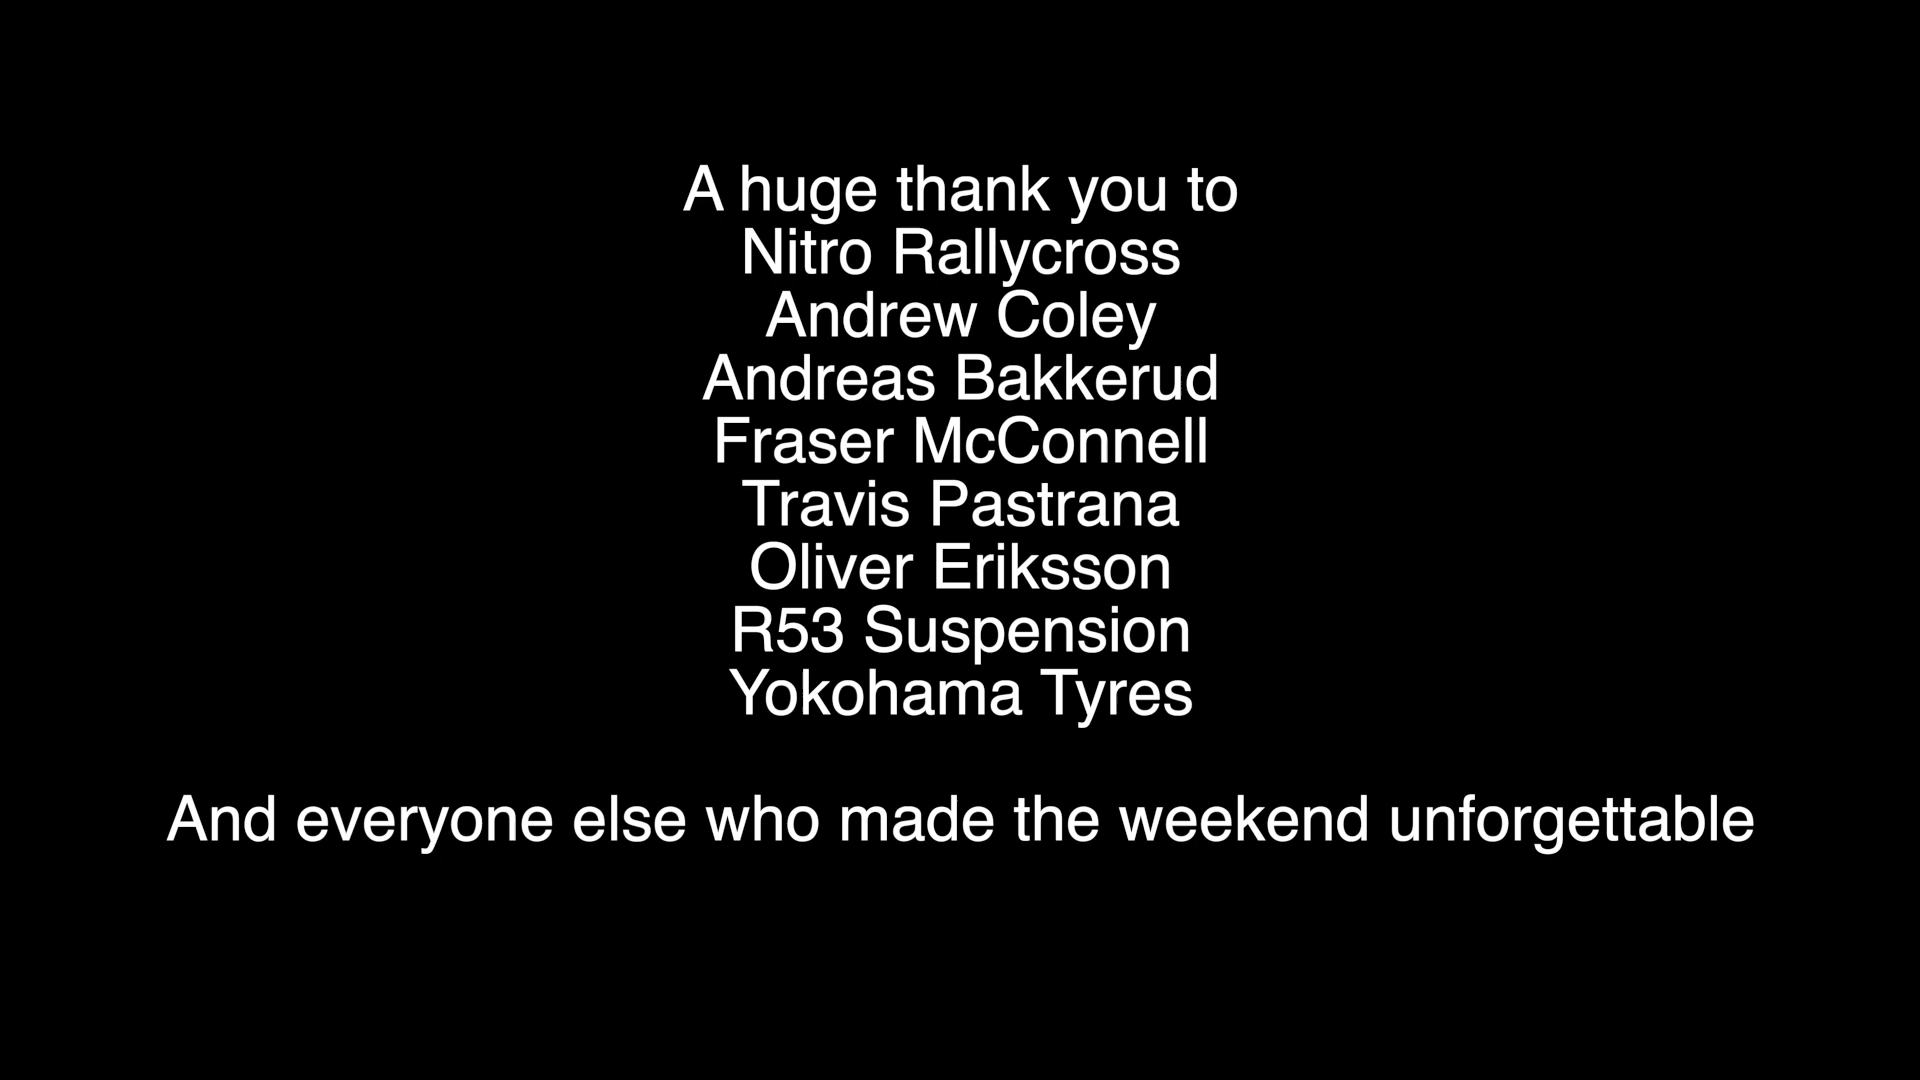 A huge thank you to
Nitro Rallycross
Andrew Coley
Andreas Bakkerud
Fraser McConnell
Travis Pastrana
Oliver Eriksson
R53 Suspension
Yokohama Tyres
And everyone else who made the weekend unforgettable